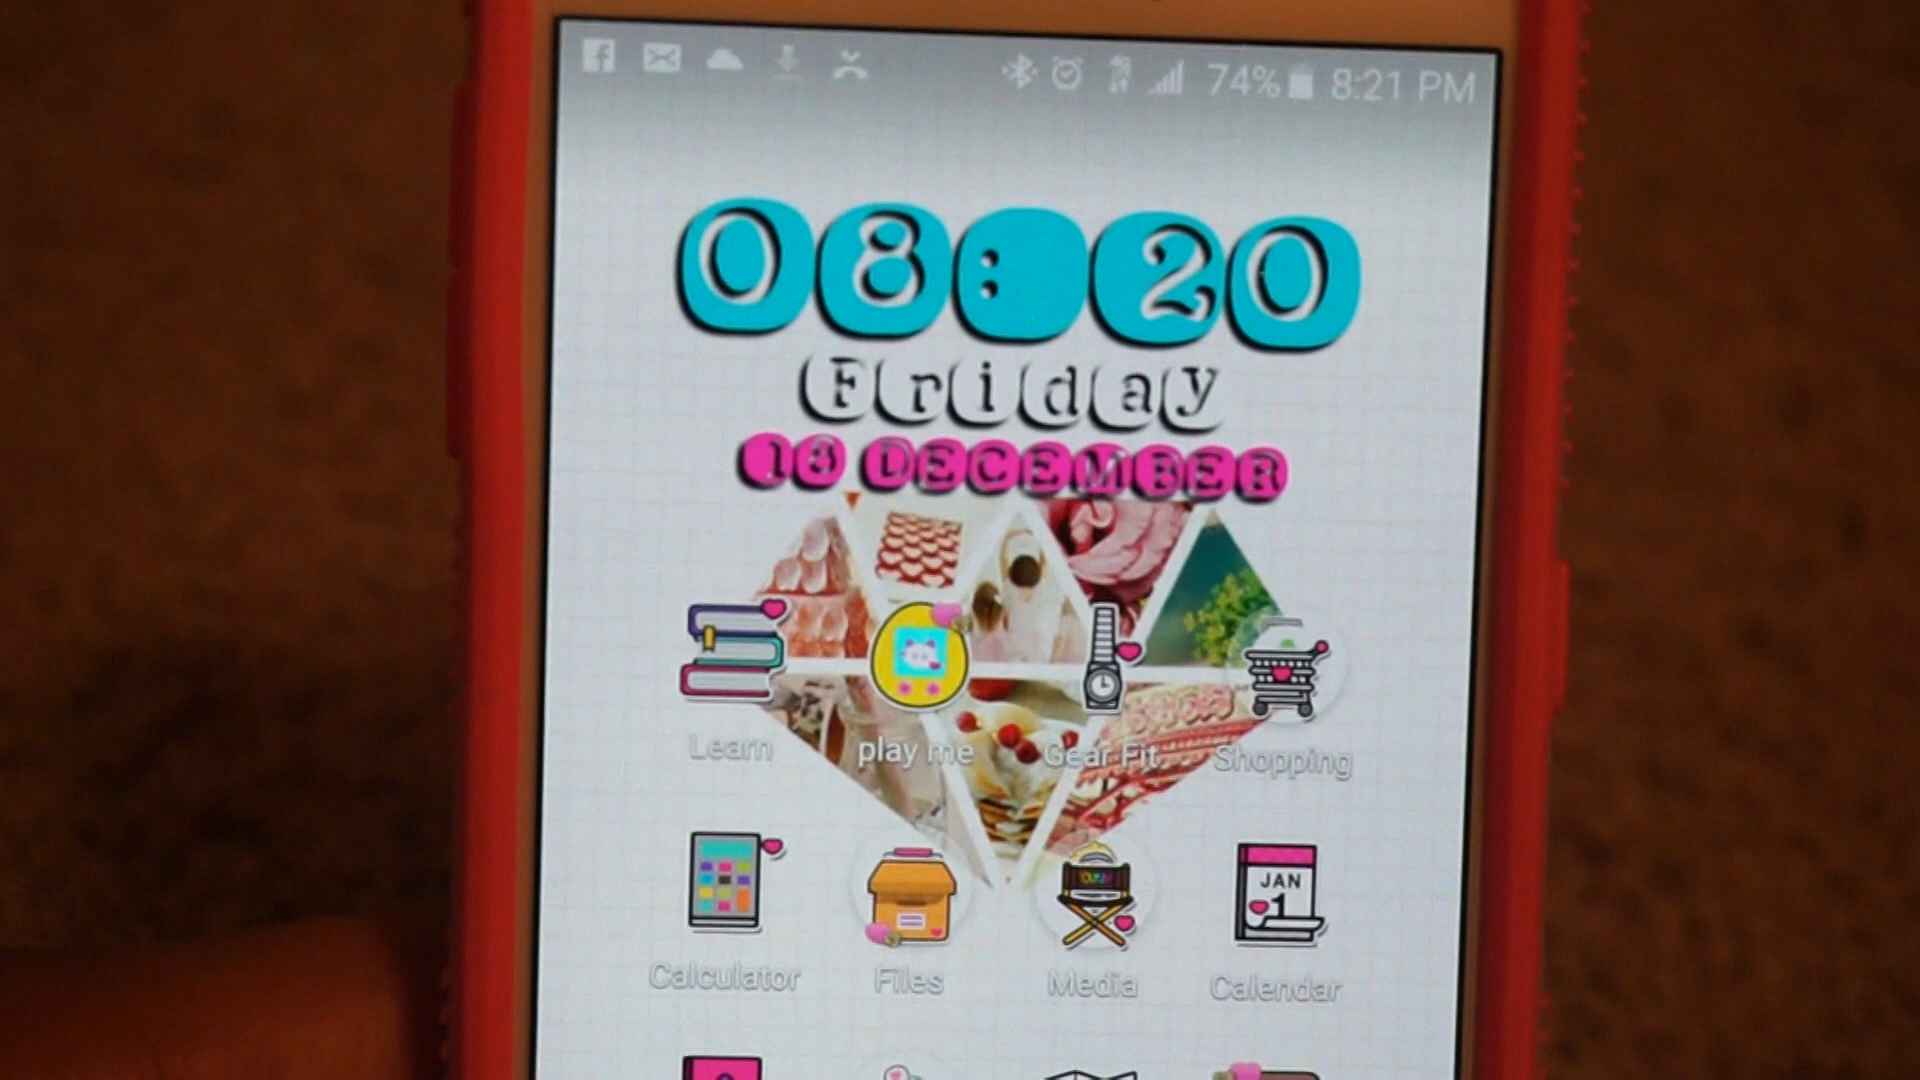 74% 8:21 PM
08:20
Friday
18 DECEMBER
Learn play me Gear Fit Shopping
JAN
1
Calculator Files Media Calendar